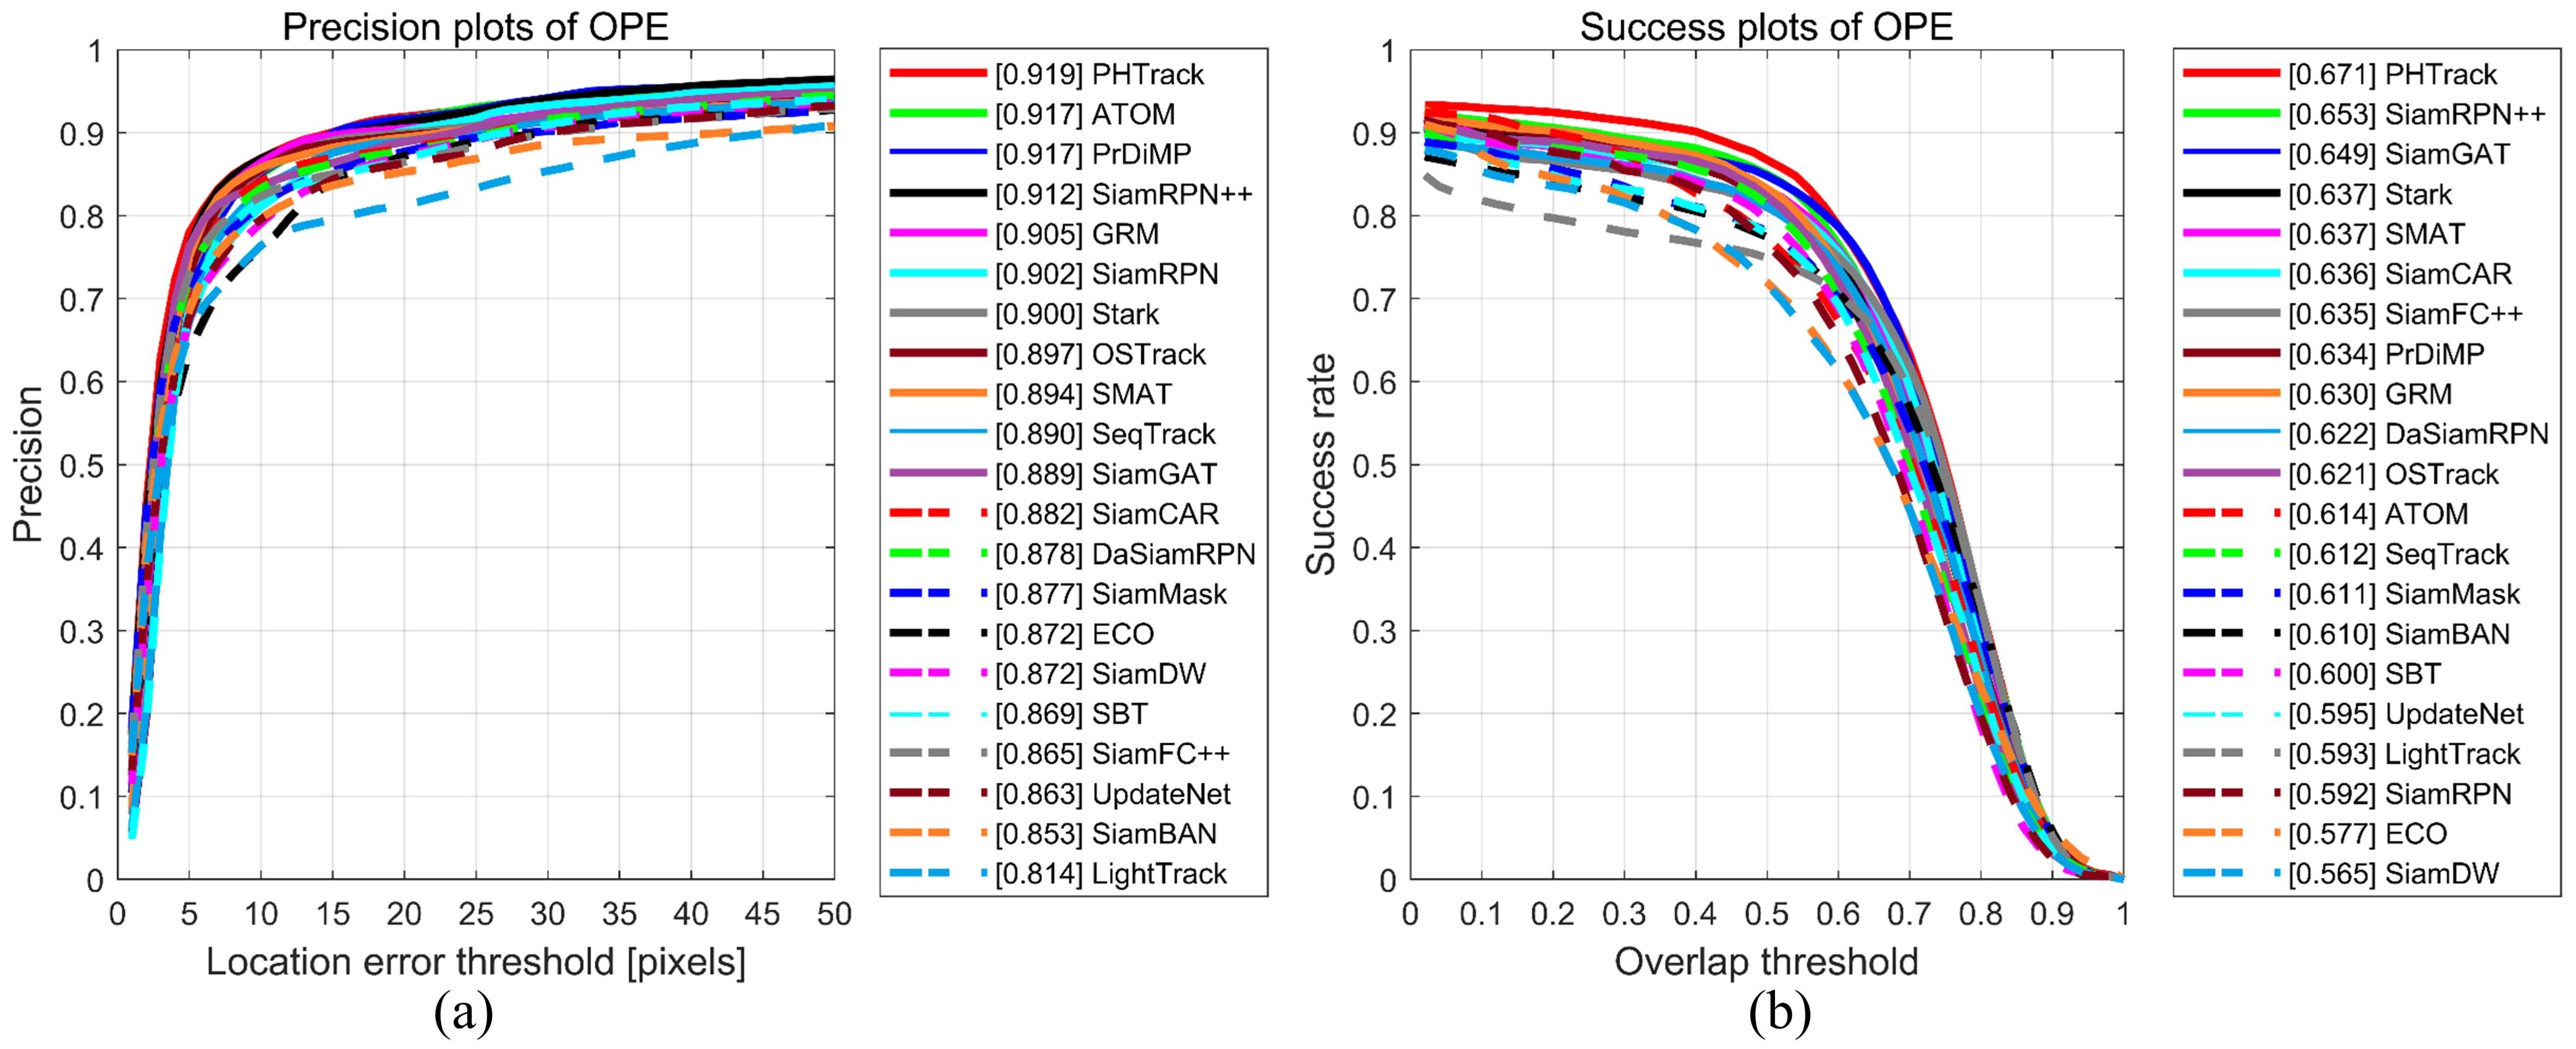 Precision plots of OPE
1
0.9
0.8
0.7
0.6
0.5
0.4
0.3
0.2
0.1
0
Precision
0 5 10 15 20 25 30 35 40 45 50
Location error threshold [pixels]
(a)
[0.919] PHTrack
[0.917] ATOM
[0.917] PrDiMP
[0.912] SiamRPN++
[0.905] GRM
[0.902] SiamRPN
[0.900] Stark
[0.897] OSTrack
[0.894] SMAT
[0.890] SeqTrack
[0.889] SiamGAT
[0.882] SiamCAR
[0.878] DaSiamRPN
[0.877] SiamMask
[0.872] ECO
[0.872] SiamDW
[0.869] SBT
[0.865] SiamFC++
[0.863] UpdateNet
[0.853] SiamBAN
[0.814] LightTrack
Success plots of OPE
1
0.9
0.8
0.7
0.6
0.5
0.4
0.3
0.2
0.1
0
Success rate
0 0.1 0.2 0.3 0.4 0.5 0.6 0.7 0.8 0.9 1
Overlap threshold
(b)
[0.671] PHTrack
[0.653] SiamRPN++
[0.649] SiamGAT
[0.637] Stark
[0.637] SMAT
[0.636] SiamCAR
[0.635] SiamFC++
[0.634] PrDiMP
[0.630] GRM
[0.622] DaSiamRPN
[0.621] OSTrack
[0.614] ATOM
[0.612] SeqTrack
[0.611] SiamMask
[0.610] SiamBAN
[0.600] SBT
[0.595] UpdateNet
[0.593] LightTrack
[0.592] SiamRPN
[0.577] ECO
[0.565] SiamDW